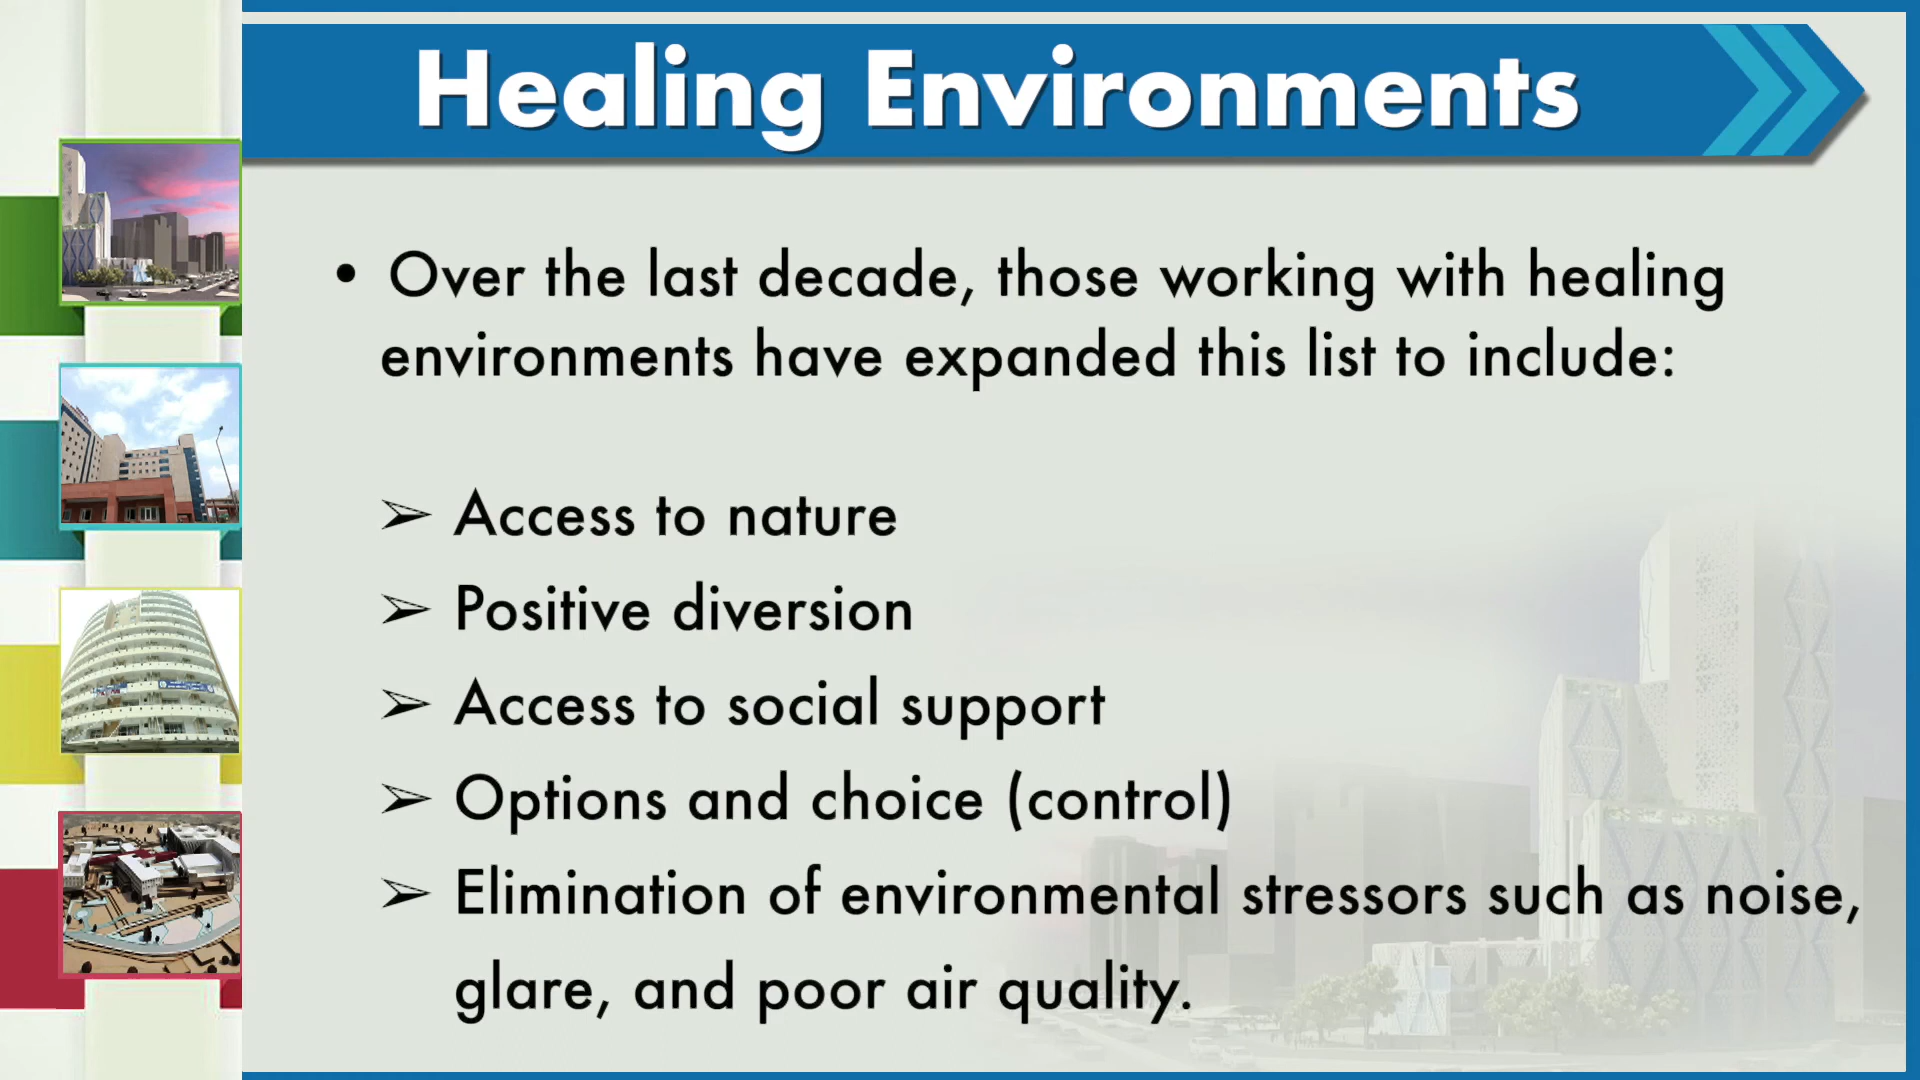 Healing Environments
• Over the last decade, those working with healing
environments have expanded this list to include:
➢ Access to nature
➢ Positive diversion
➢ Access to social support
➢ Options and choice (control)
➢ Elimination of environmental stressors such as noise,
glare, and poor air quality.